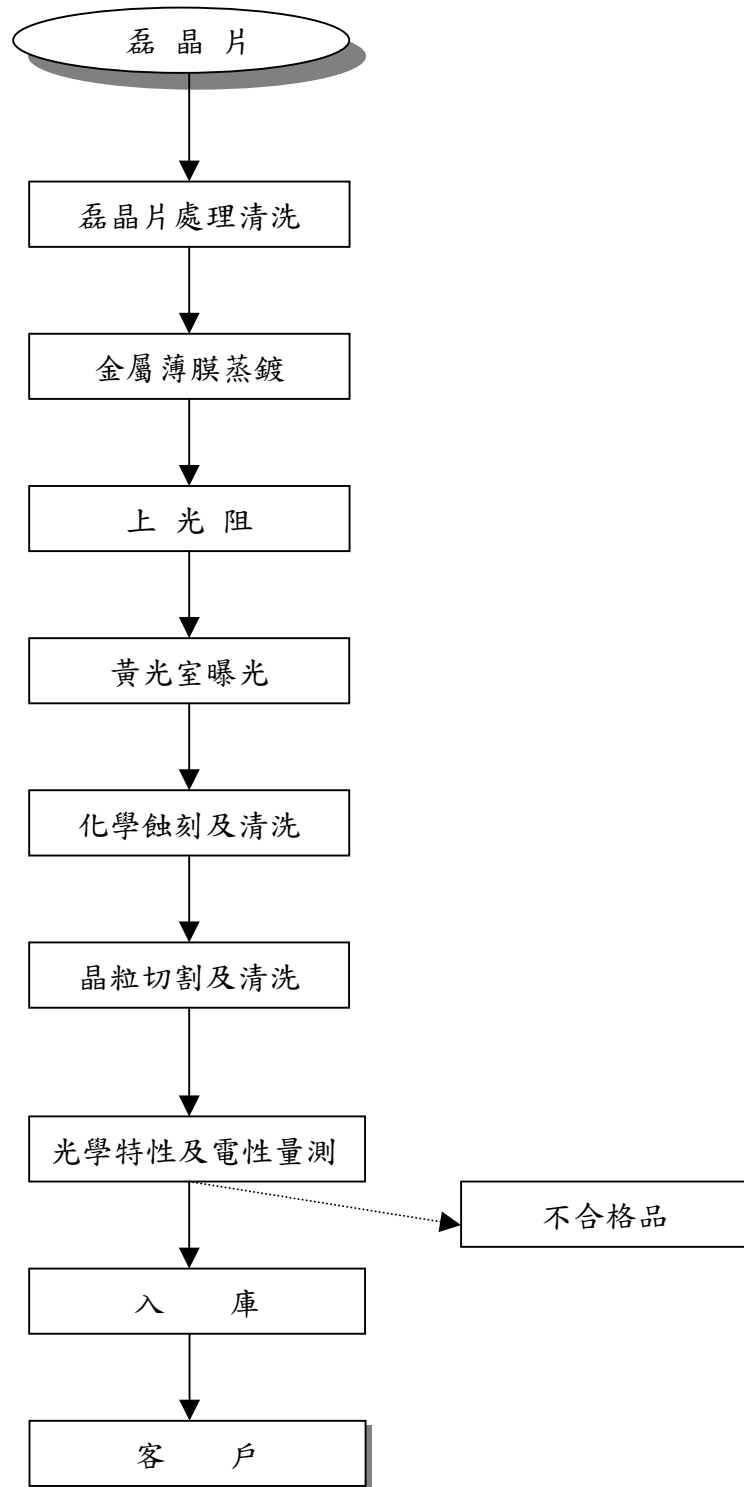 磊 晶 片
磊晶片處理清洗
金屬薄膜蒸鍍
上 光 阻
黃光室曝光
化學蝕刻及清洗
晶粒切割及清洗
光學特性及電性量測
不合格品
入 庫
客 戶